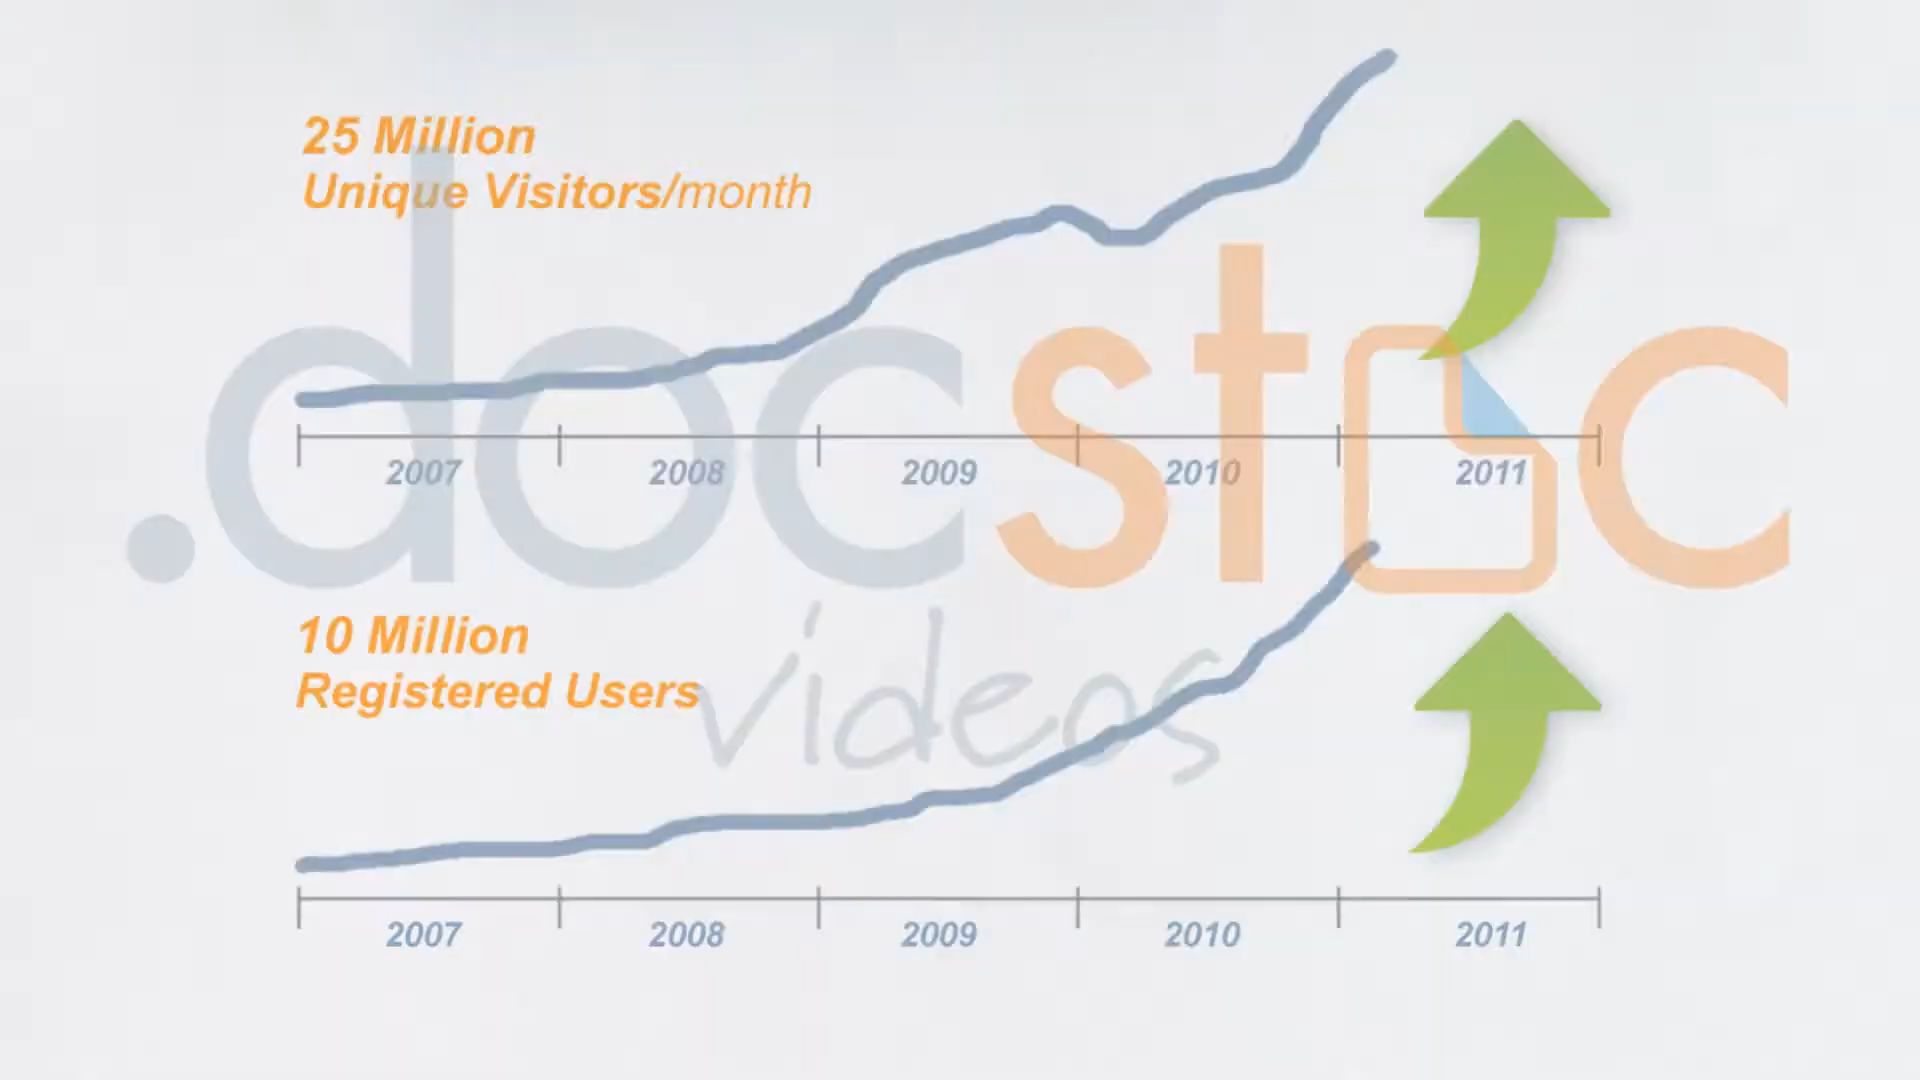 25 Million
Unique Visitors/month
2007 2008 2009 2010 2011
.docstoc
videos
10 Million
Registered Users
2007 2008 2009 2010 2011